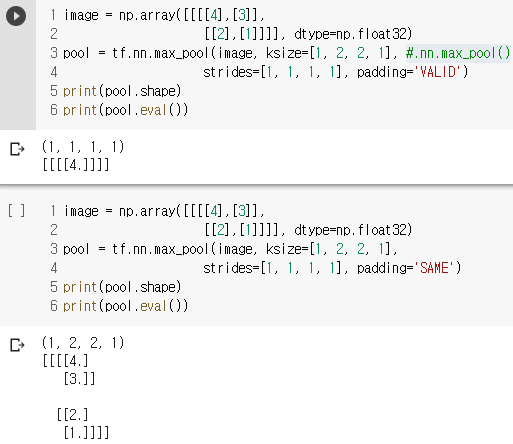 1 image = np.array([[[[4],[3]],
2 [[2],[1]]]], dtype=np.float32)
3 pool = tf.nn.max_pool(image, ksize=[1, 2, 2, 1], #.nn.max_pool()
4 strides=[1, 1, 1, 1], padding='VALID')
5 print(pool.shape)
6 print(pool.eval())
(1, 1, 1, 1)
[[[[4.]]]]
[ ] 1 image = np.array([[[[4],[3]],
2 [[2],[1]]]], dtype=np.float32)
3 pool = tf.nn.max_pool(image, ksize=[1, 2, 2, 1],
4 strides=[1, 1, 1, 1], padding='SAME')
5 print(pool.shape)
6 print(pool.eval())
(1, 2, 2, 1)
[[[[4.]
[3.]]
[[2.]
[1.]]]]